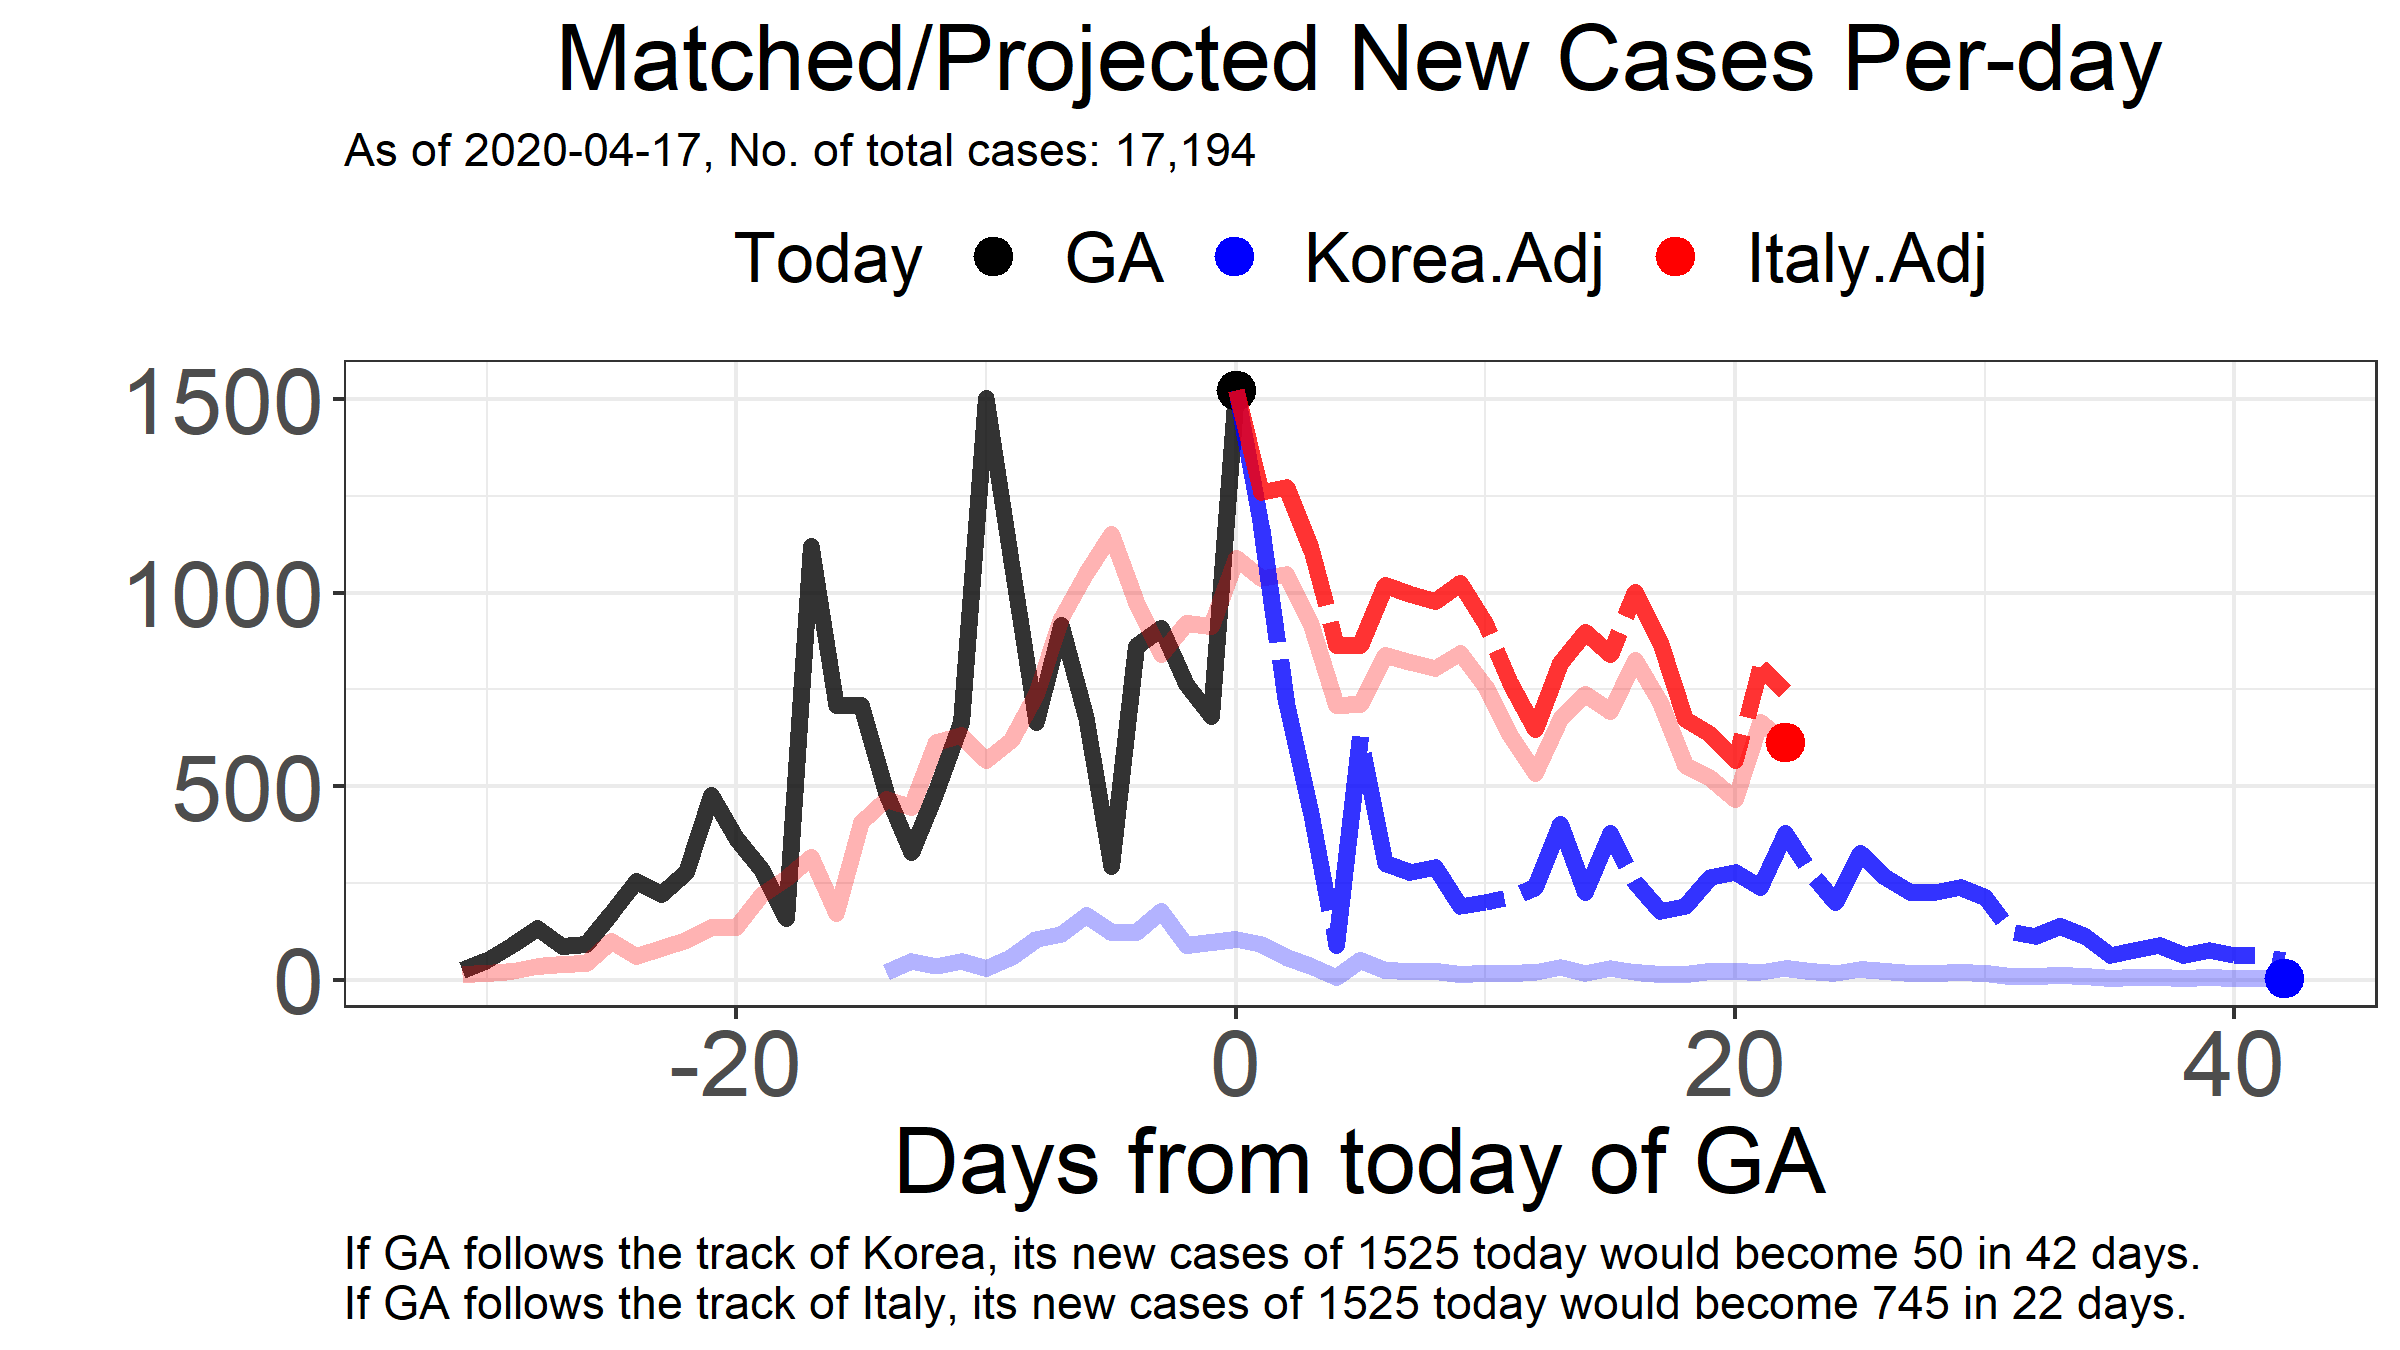 Matched/Projected New Cases Per-day
As of 2020-04-17, No. of total cases: 17,194
Today GA Korea.Adj Italy.Adj
1500
1000
500
0
-20 0 20 40
Days from today of GA
If GA follows the track of Korea, its new cases of 1525 today would become 50 in 42 days.
If GA follows the track of Italy, its new cases of 1525 today would become 745 in 22 days.